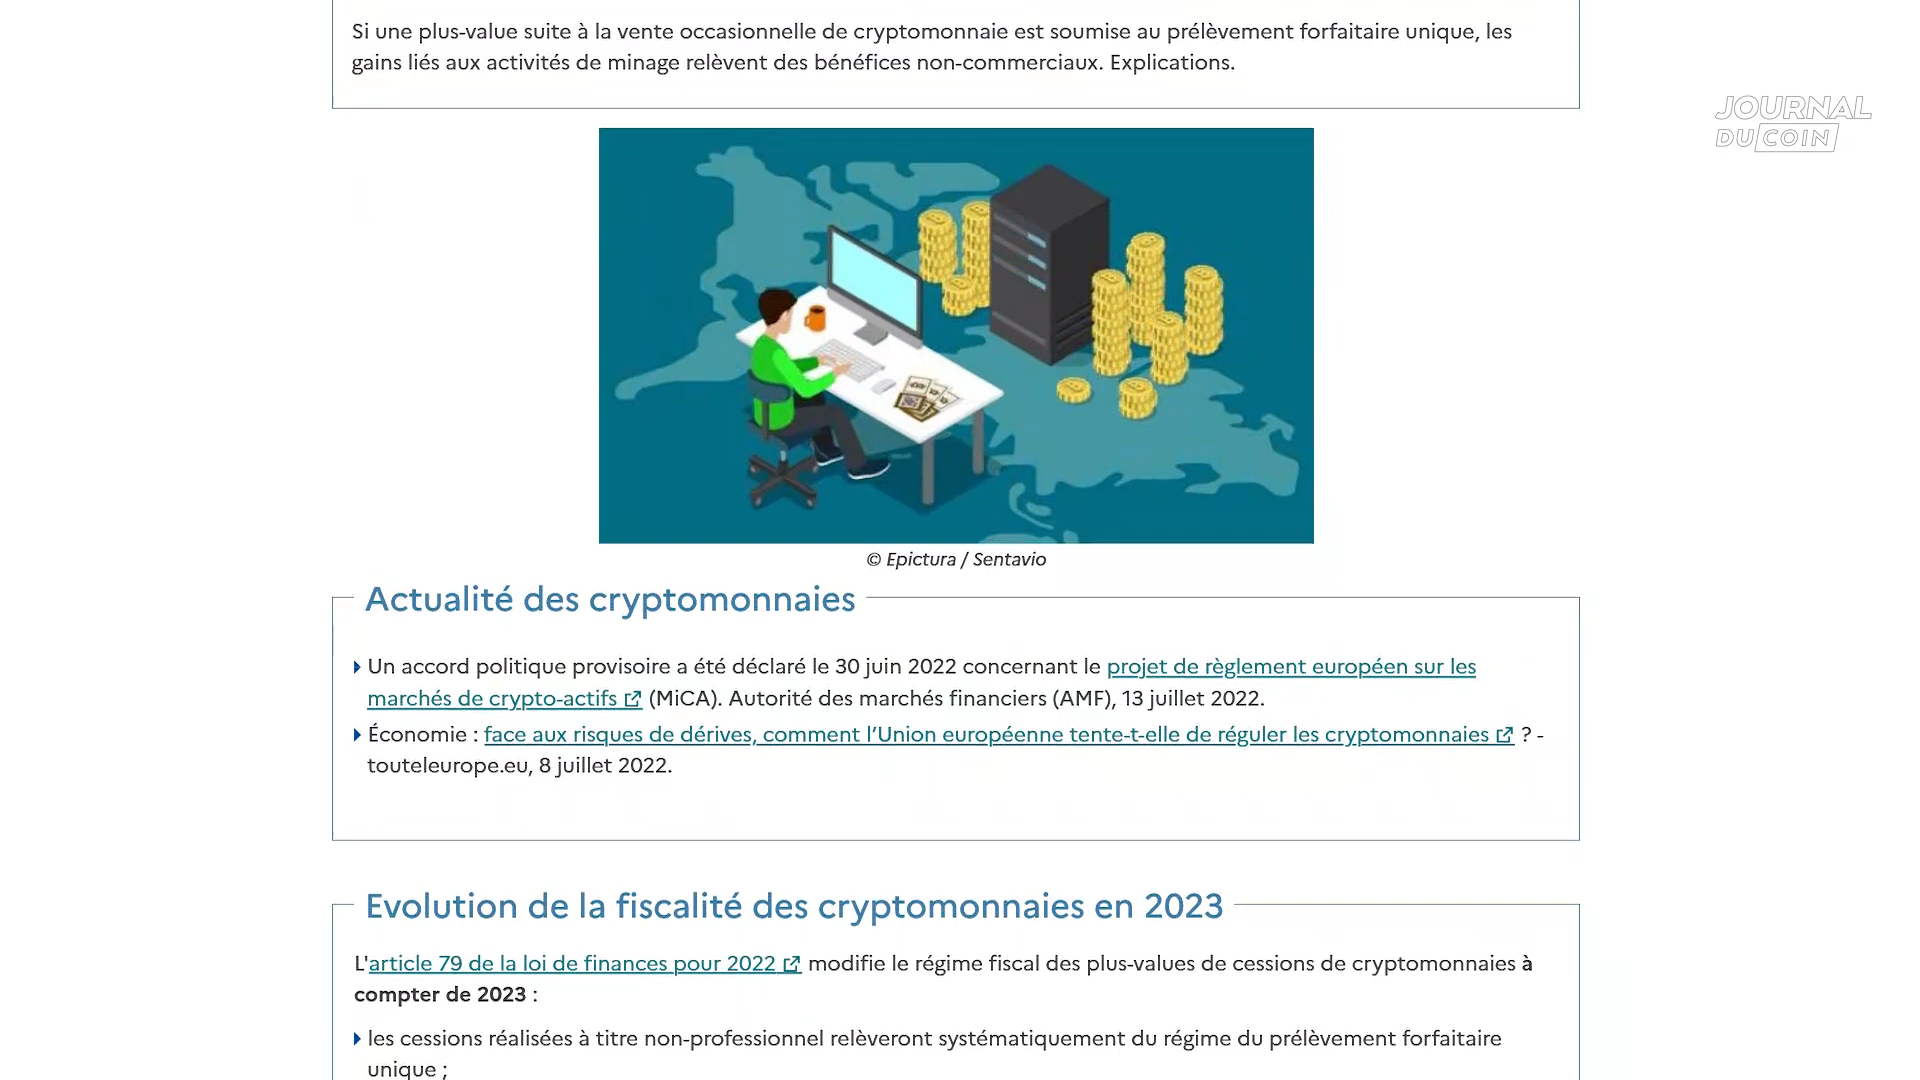 Si une plus-value suite à la vente occasionnelle de cryptomonnaie est soumise au prélèvement forfaitaire unique, les
gains liés aux activités de minage relèvent des bénéfices non-commerciaux. Explications.
JOURNAL
DU COIN
© Epictura / Sentavio
Actualité des cryptomonnaies
Un accord politique provisoire a été déclaré le 30 juin 2022 concernant le projet de règlement européen sur les
marchés de crypto-actifs (MiCA). Autorité des marchés financiers (AMF), 13 juillet 2022.
Économie : face aux risques de dérives, comment l’Union européenne tente-t-elle de réguler les cryptomonnaies ? -
touteleurope.eu, 8 juillet 2022.
Evolution de la fiscalité des cryptomonnaies en 2023
L'article 79 de la loi de finances pour 2022 modifie le régime fiscal des plus-values de cessions de cryptomonnaies à
compter de 2023 :
les cessions réalisées à titre non-professionnel relèveront systématiquement du régime du prélèvement forfaitaire
unique ;